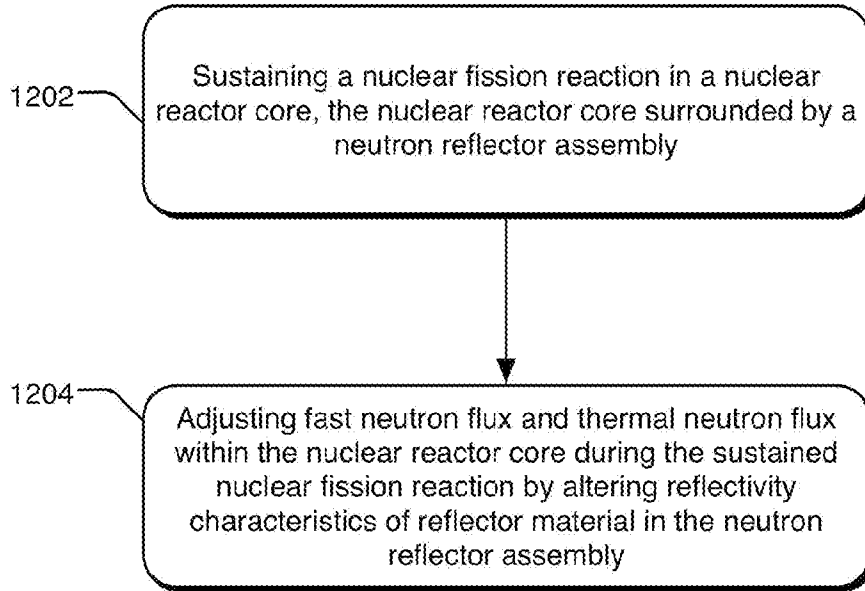 1202
Sustaining a nuclear fission reaction in a nuclear
reactor core, the nuclear reactor core surrounded by a
neutron reflector assembly
1204
Adjusting fast neutron flux and thermal neutron flux
within the nuclear reactor core during the sustained
nuclear fission reaction by altering reflectivity
characteristics of reflector material in the neutron
reflector assembly